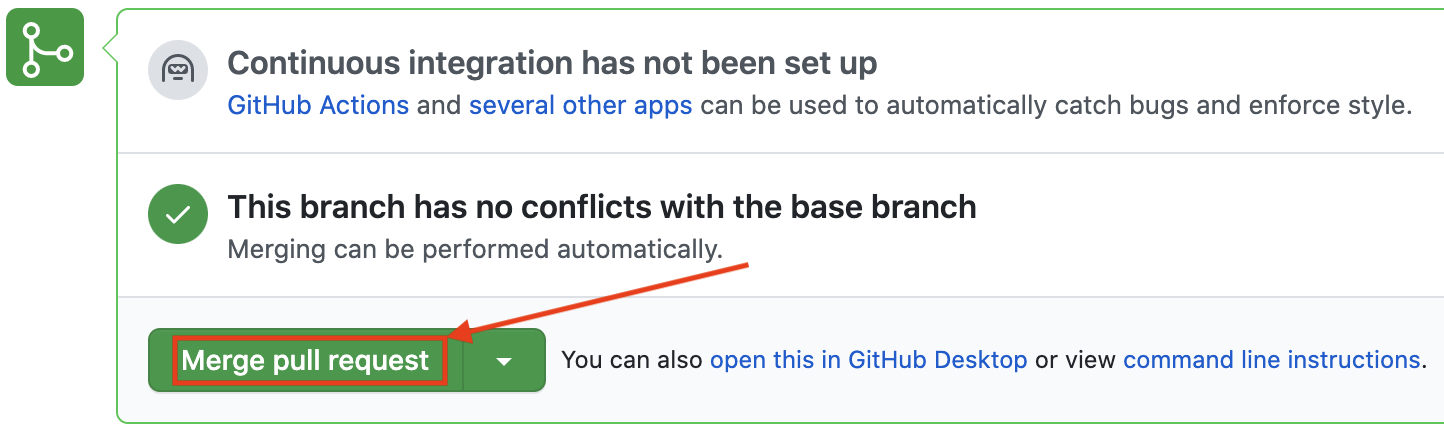 Continuous integration has not been set up
GitHub Actions and several other apps can be used to automatically catch bugs and enforce style.
This branch has no conflicts with the base branch
Merging can be performed automatically.
Merge pull request
You can also open this in GitHub Desktop or view command line instructions.